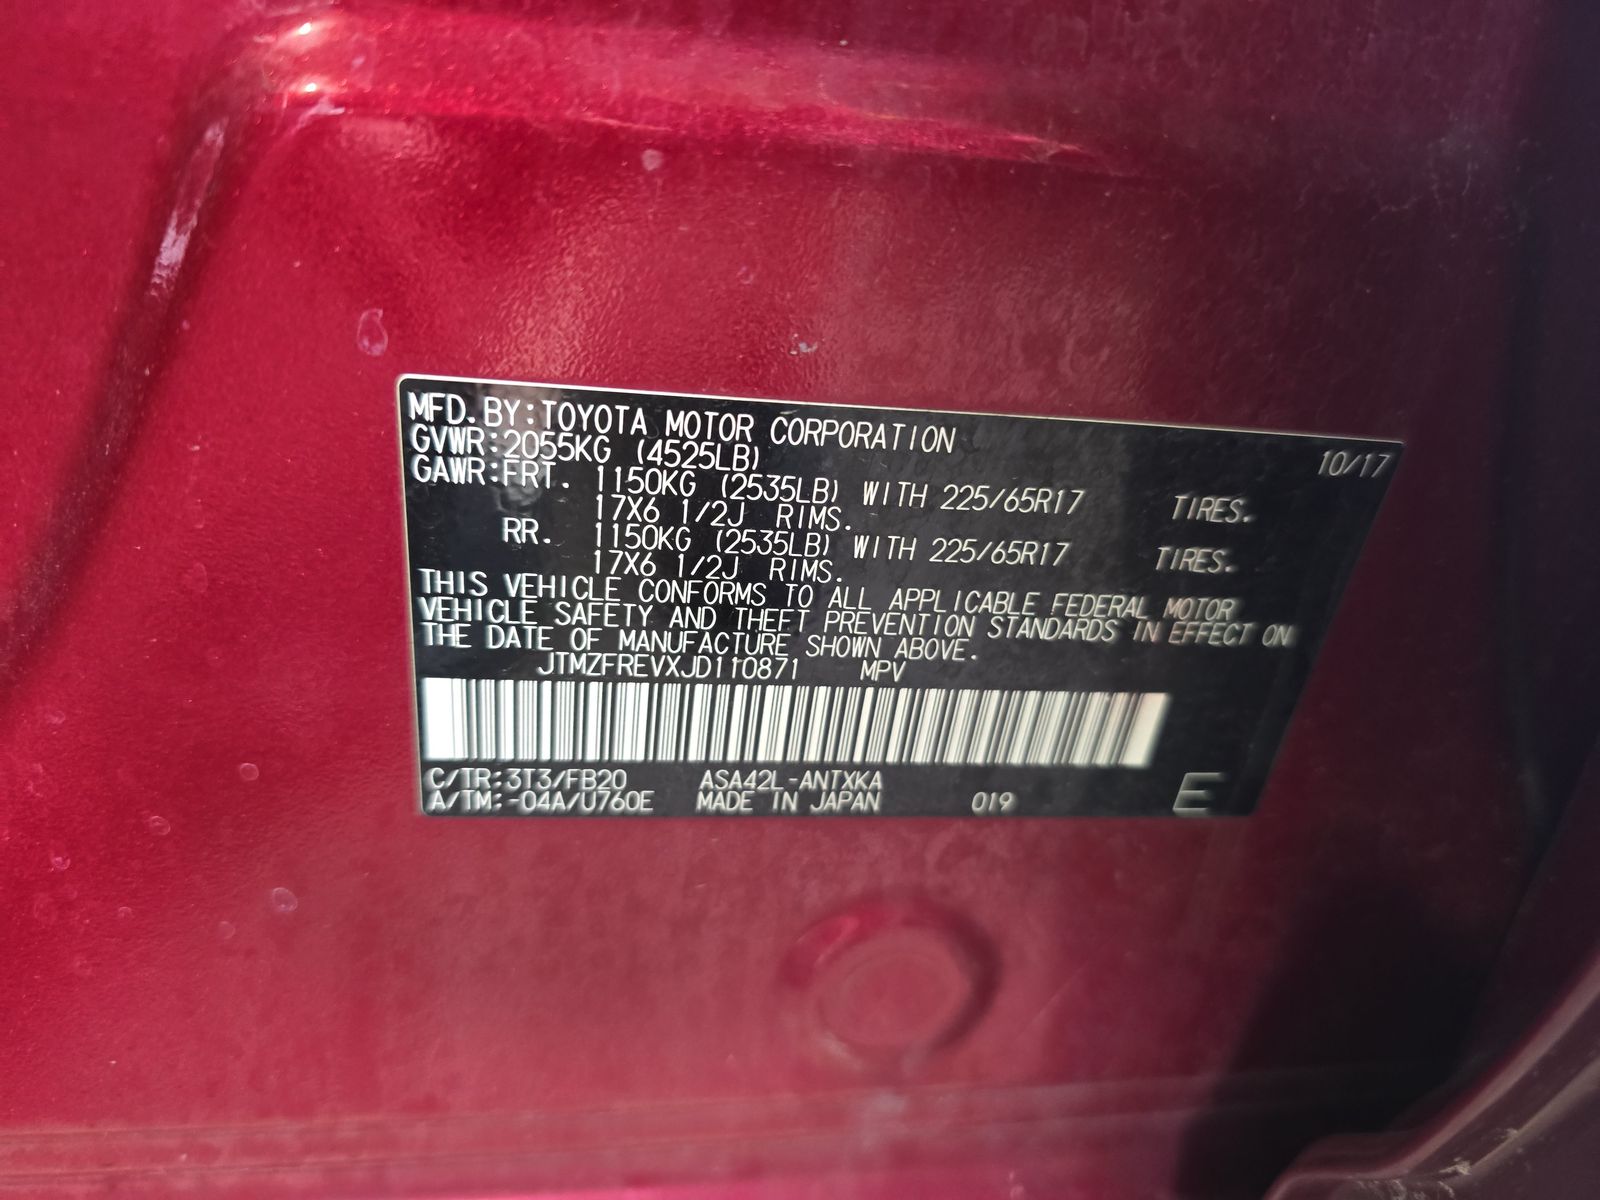 MFD. BY:TOYOTA MOTOR CORPORATION 10/17
GVWR:2055KG (4525LB)
GAWR:FRT. 1150KG (2535LB) WITH 225/65R17 TIRES.
17X6 1/2J RIMS.
RR. 1150KG (2535LB) WITH 225/65R17 TIRES.
17X6 1/2J RIMS.
THIS VEHICLE CONFORMS TO ALL APPLICABLE FEDERAL MOTOR
VEHICLE SAFETY AND THEFT PREVENTION STANDARDS IN EFFECT ON
THE DATE OF MANUFACTURE SHOWN ABOVE.
JTMZFREVXJD110871 MPV
C/TR:3T3/FB20 ASA42L-ANTXKA
A/TM:-04A/U760E MADE IN JAPAN 019 E